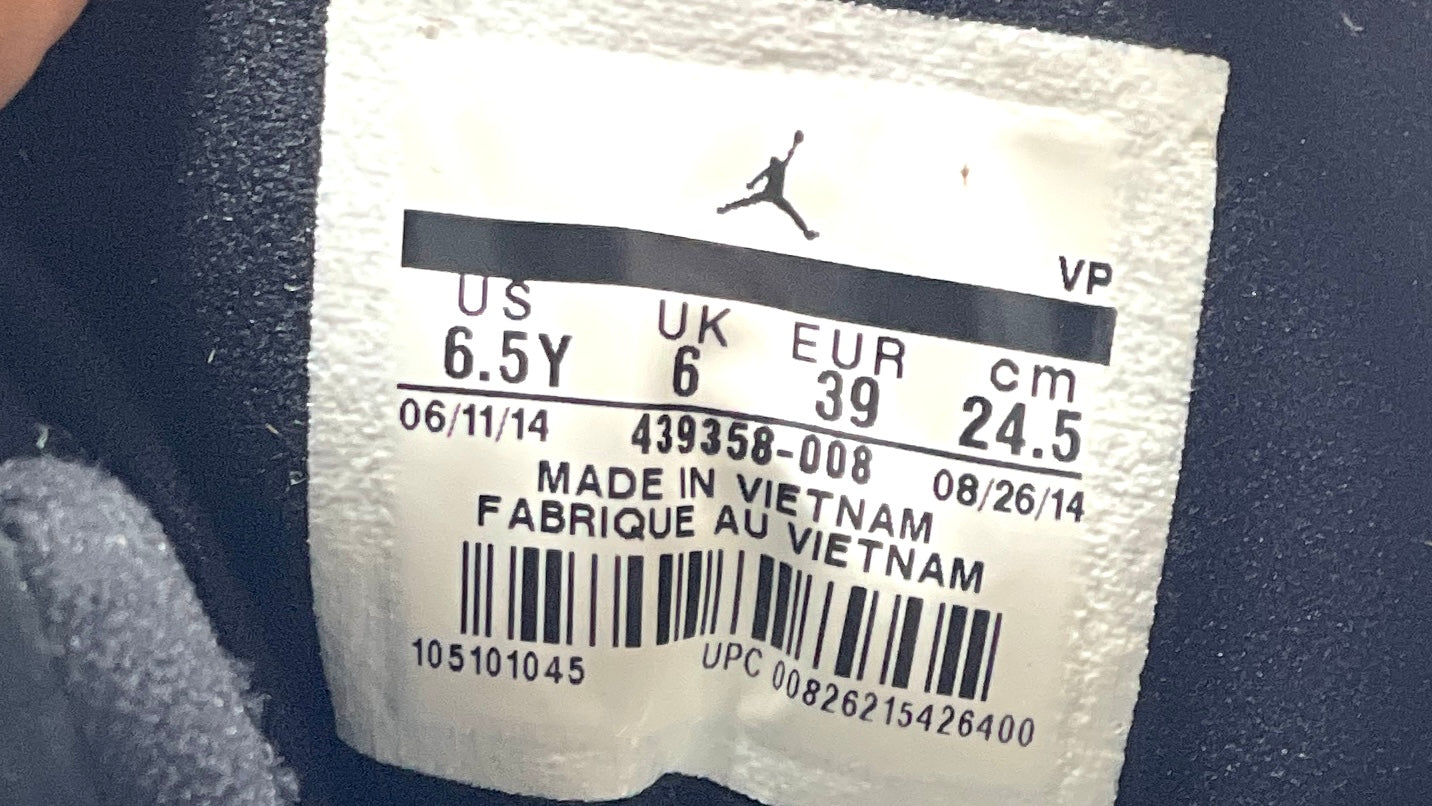 VP
US UK EUR cm
6.5Y 6 39 24.5
06/11/14 439358-008 08/26/14
MADE IN VIETNAM
FABRIQUE AU VIETNAM
105101045 UPC 00826215426400